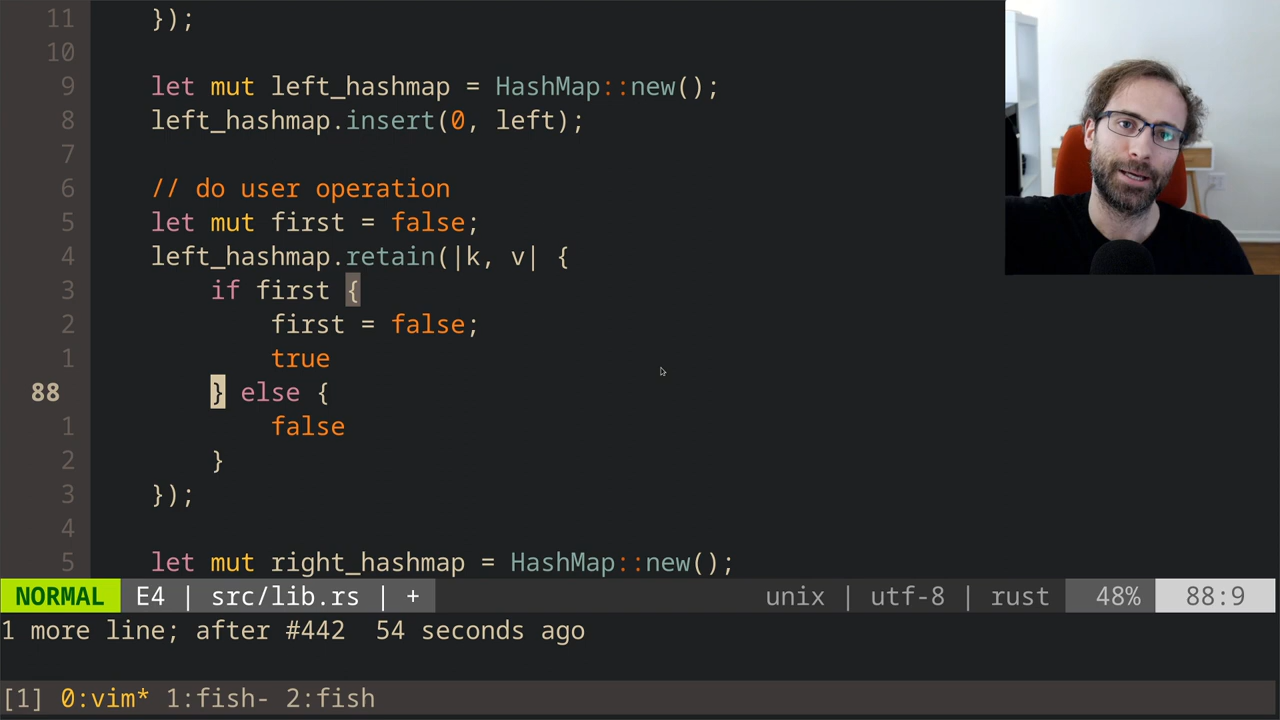 11 });
10
9 let mut left_hashmap = HashMap::new();
8 left_hashmap.insert(0, left);
7
6 // do user operation
5 let mut first = false;
4 left_hashmap.retain(|k, v| {
3 if first {
2 first = false;
1 true
88 } else {
1 false
2 }
3 });
4
5 let mut right_hashmap = HashMap::new();
NORMAL E4 | src/lib.rs | + unix | utf-8 | rust 48% 88:9
1 more line; after #442 54 seconds ago
[1] 0:vim* 1:fish- 2:fish